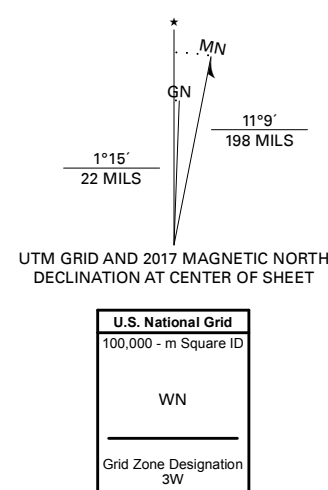 ★
MN
GN
11°9´
198 MILS
1°15´
22 MILS
UTM GRID AND 2017 MAGNETIC NORTH
DECLINATION AT CENTER OF SHEET
U.S. National Grid
100,000 - m Square ID
WN
Grid Zone Designation
3W